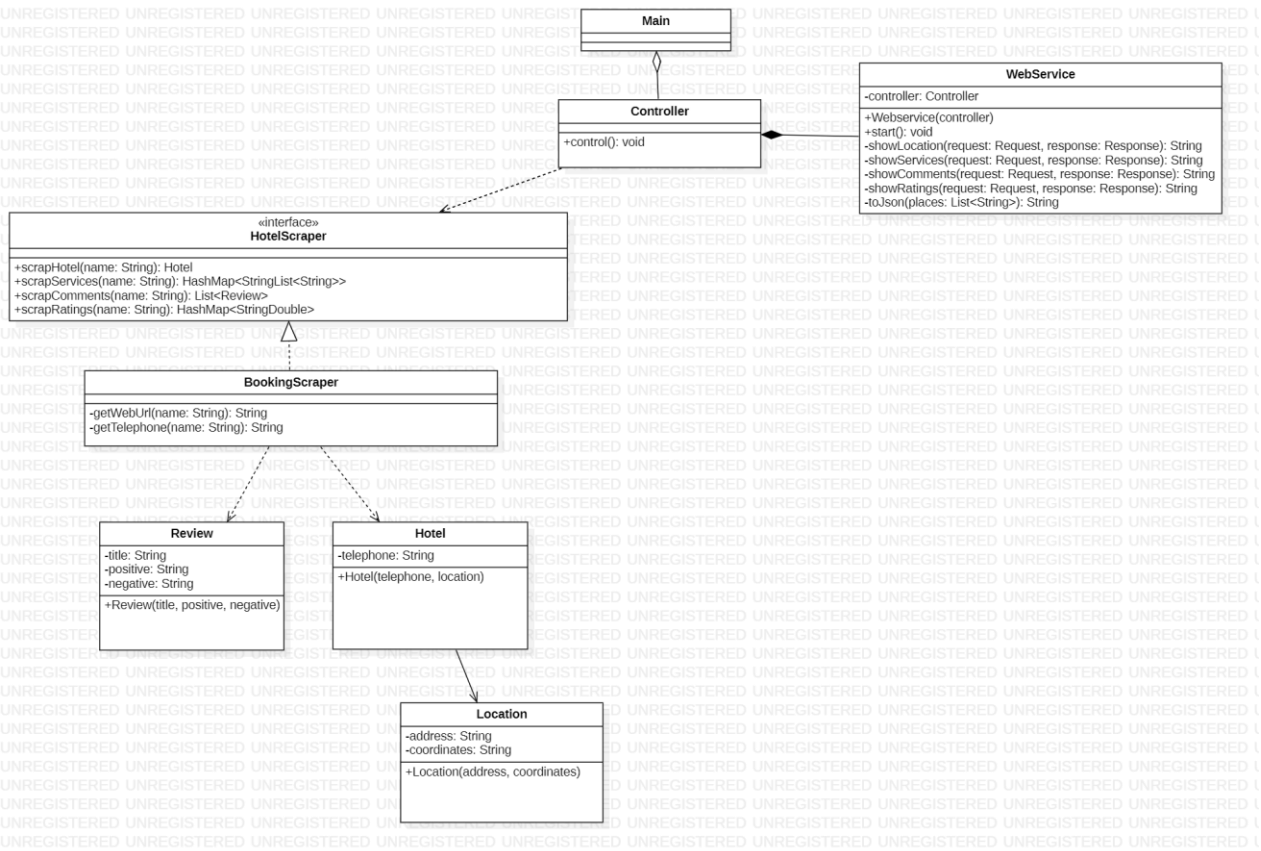 Main
Controller
+control(): void
WebService
-controller: Controller
+Webservice(controller)
+start(): void
-showLocation(request: Request, response: Response): String
-showServices(request: Request, response: Response): String
-showComments(request: Request, response: Response): String
-showRatings(request: Request, response: Response): String
-toJson(places: List<String>): String
«interface»
HotelScraper
+scrapHotel(name: String): Hotel
+scrapServices(name: String): HashMap<StringList<String>>
+scrapComments(name: String): List<Review>
+scrapRatings(name: String): HashMap<StringDouble>
BookingScraper
-getWebUrl(name: String): String
-getTelephone(name: String): String
Review
-title: String
-positive: String
-negative: String
+Review(title, positive, negative)
Hotel
-telephone: String
+Hotel(telephone, location)
Location
-address: String
-coordinates: String
+Location(address, coordinates)
UNREGISTERED